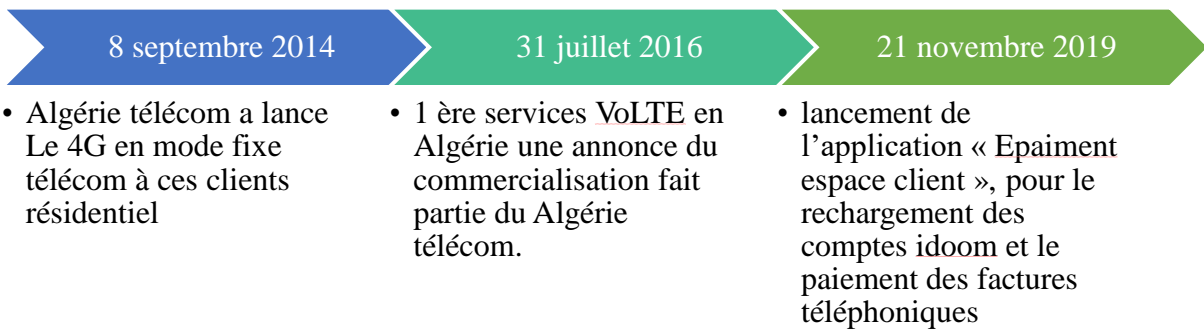 8 septembre 2014
• Algérie télécom a lance
Le 4G en mode fixe
télécom à ces clients
résidentiel
31 juillet 2016
• 1 ère services VoLTE en
Algérie une annonce du
commercialisation fait
partie du Algérie
télécom.
21 novembre 2019
• lancement de
l’application « Epaiment
espace client », pour le
rechargement des
comptes idoom et le
paiement des factures
téléphoniques